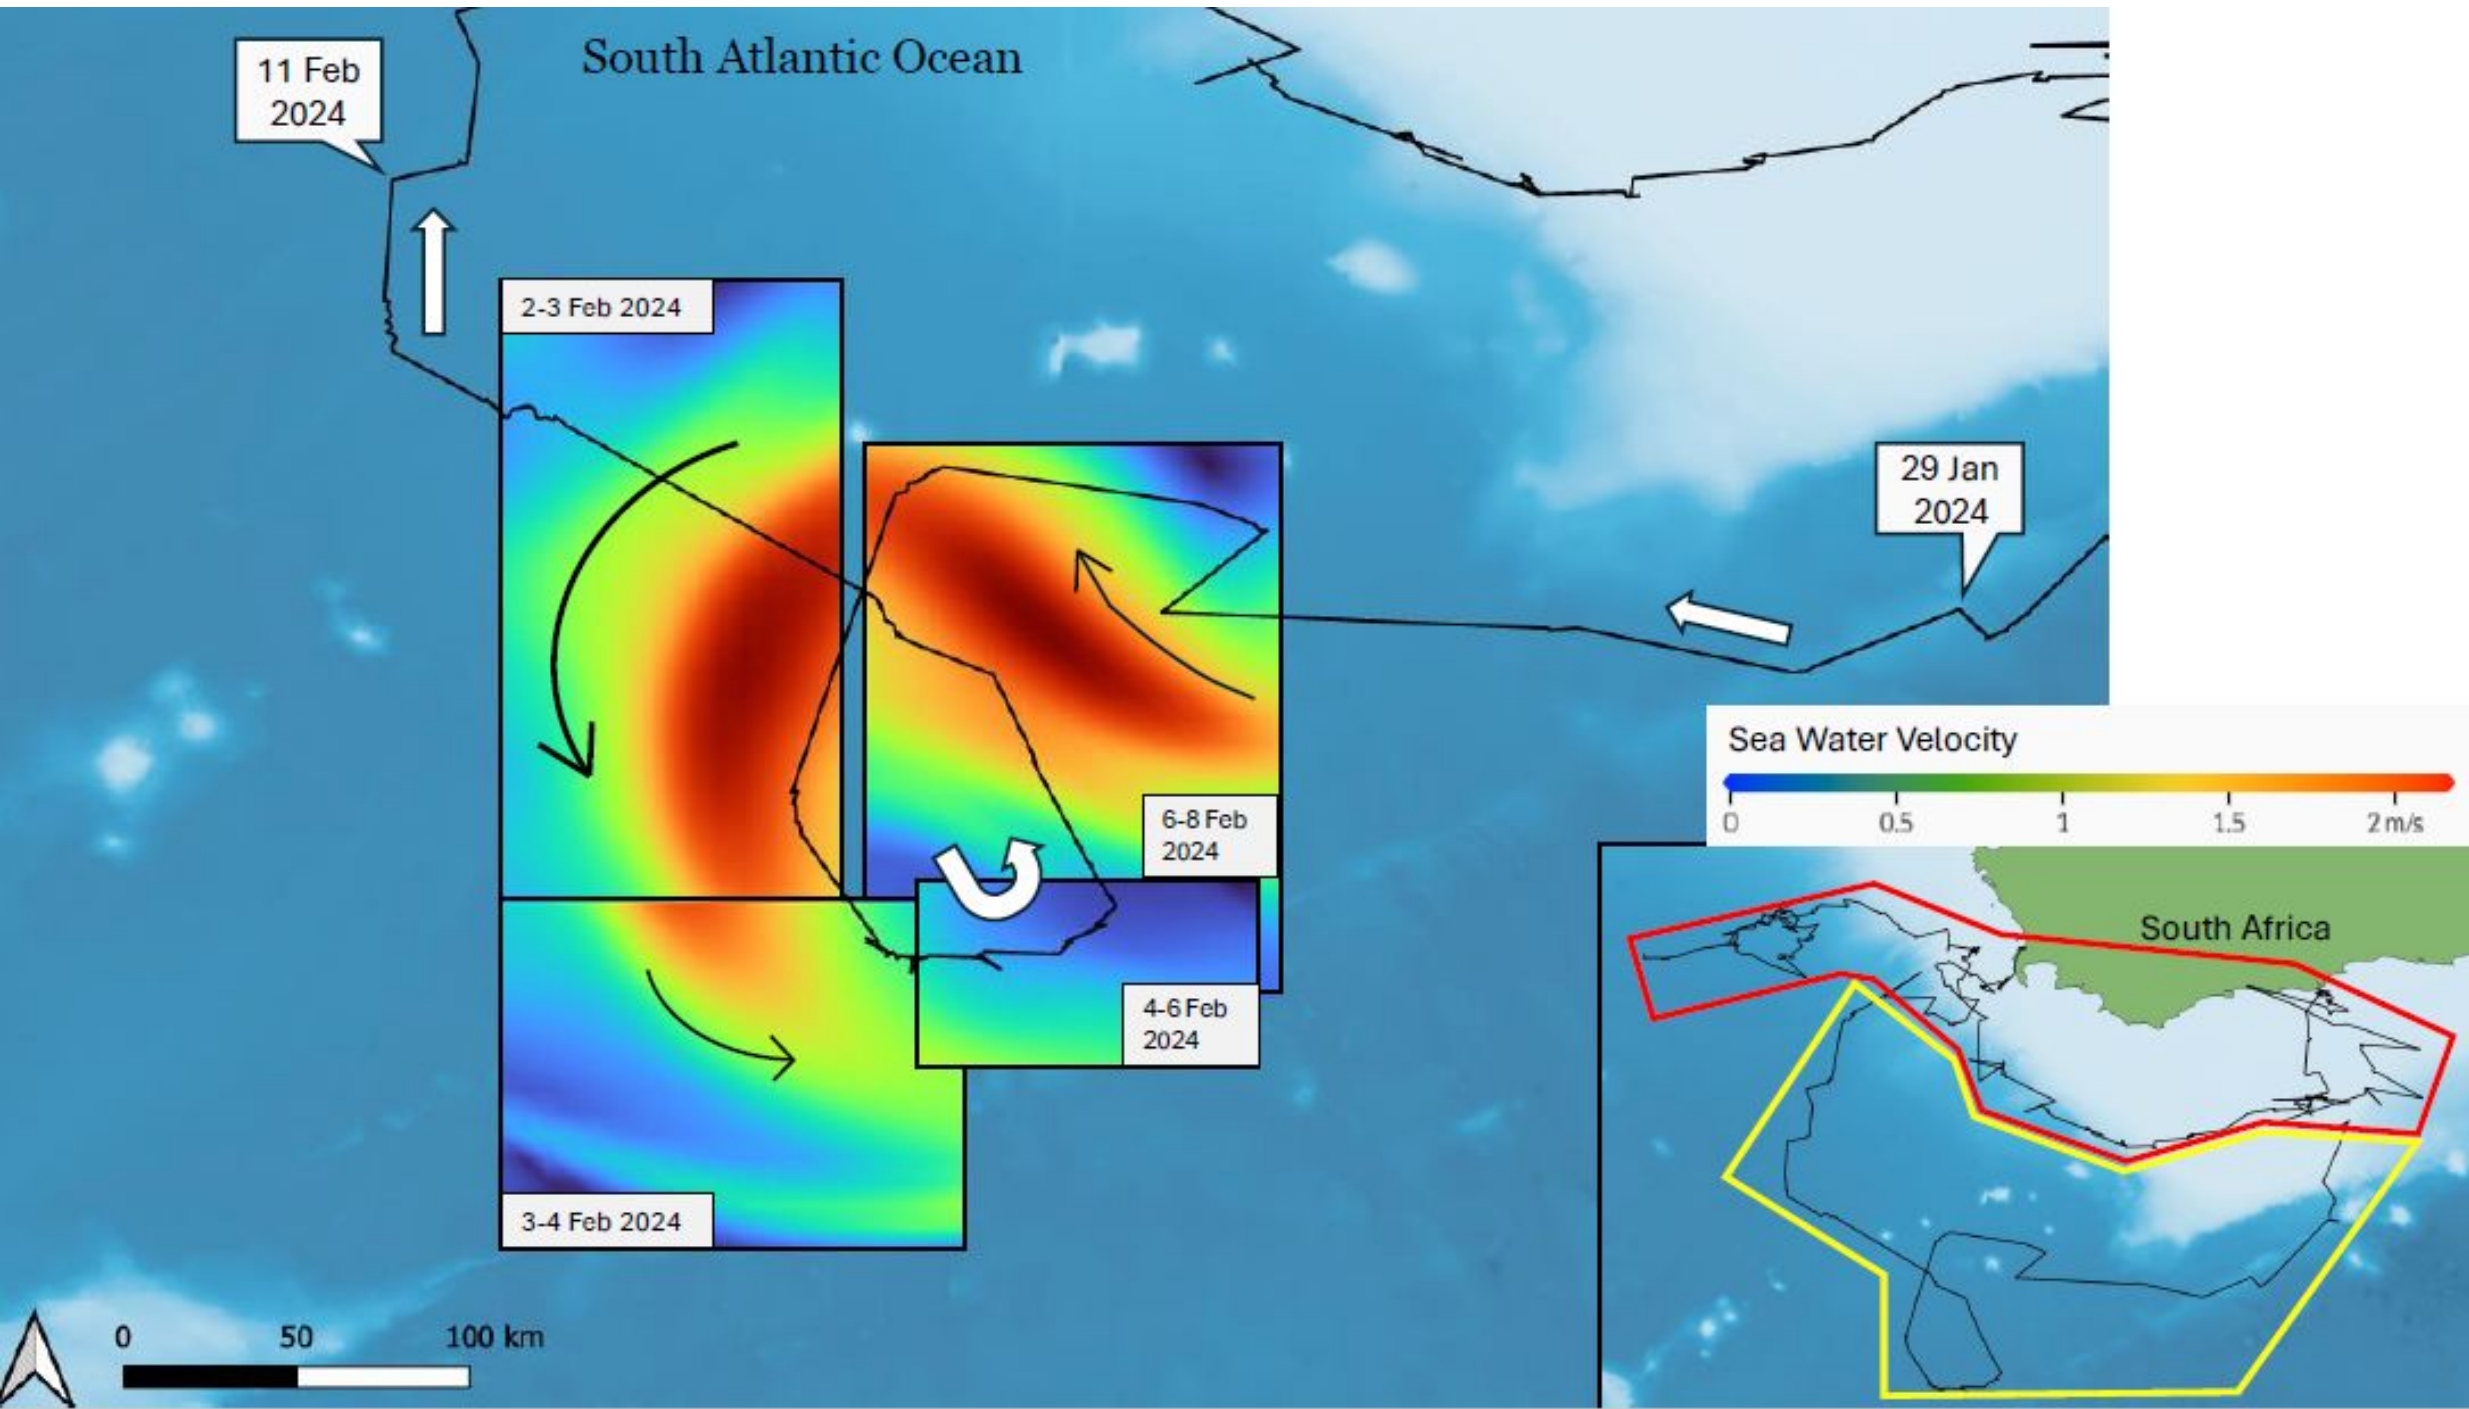 South Atlantic Ocean
11 Feb
2024
2-3 Feb 2024
29 Jan
2024
Sea Water Velocity
0 0.5 1 1.5 2 m/s
6-8 Feb
2024
South Africa
4-6 Feb
2024
3-4 Feb 2024
0 50 100 km